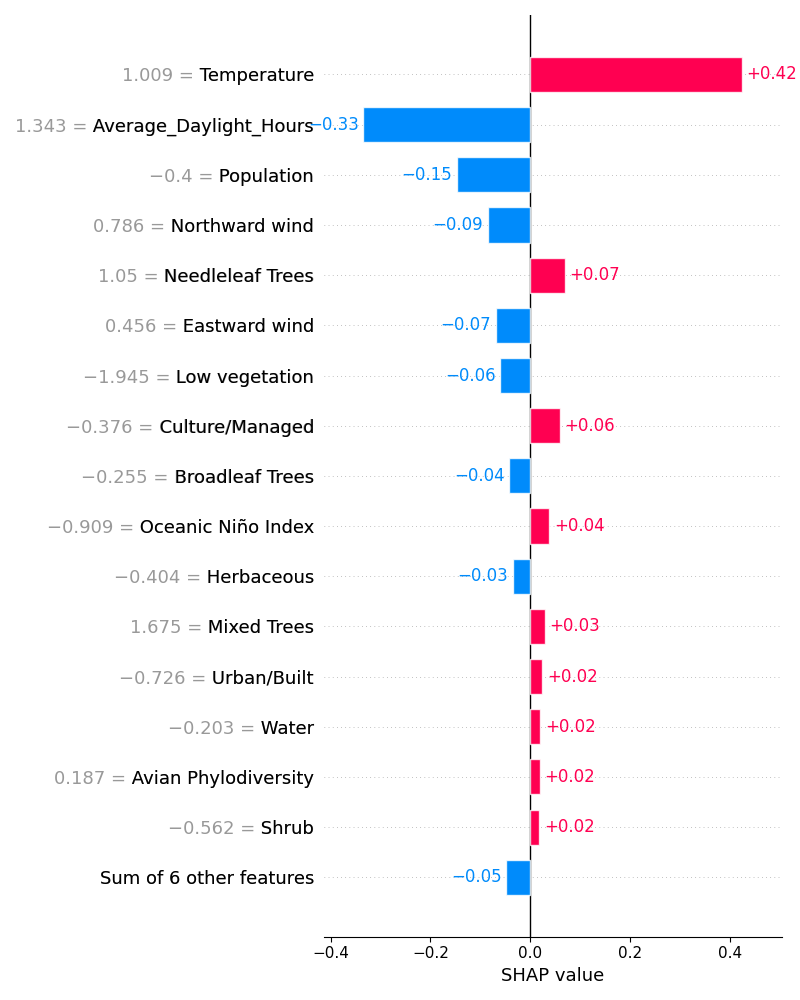 1.009 = Temperature +0.42
1.343 = Average_Daylight_Hours −0.33
−0.4 = Population −0.15
0.786 = Northward wind −0.09
1.05 = Needleleaf Trees +0.07
0.456 = Eastward wind −0.07
−1.945 = Low vegetation −0.06
−0.376 = Culture/Managed +0.06
−0.255 = Broadleaf Trees −0.04
−0.909 = Oceanic Niño Index +0.04
−0.404 = Herbaceous −0.03
1.675 = Mixed Trees +0.03
−0.726 = Urban/Built +0.02
−0.203 = Water +0.02
0.187 = Avian Phylodiversity +0.02
−0.562 = Shrub +0.02
Sum of 6 other features −0.05
−0.4 −0.2 0.0 0.2 0.4
SHAP value